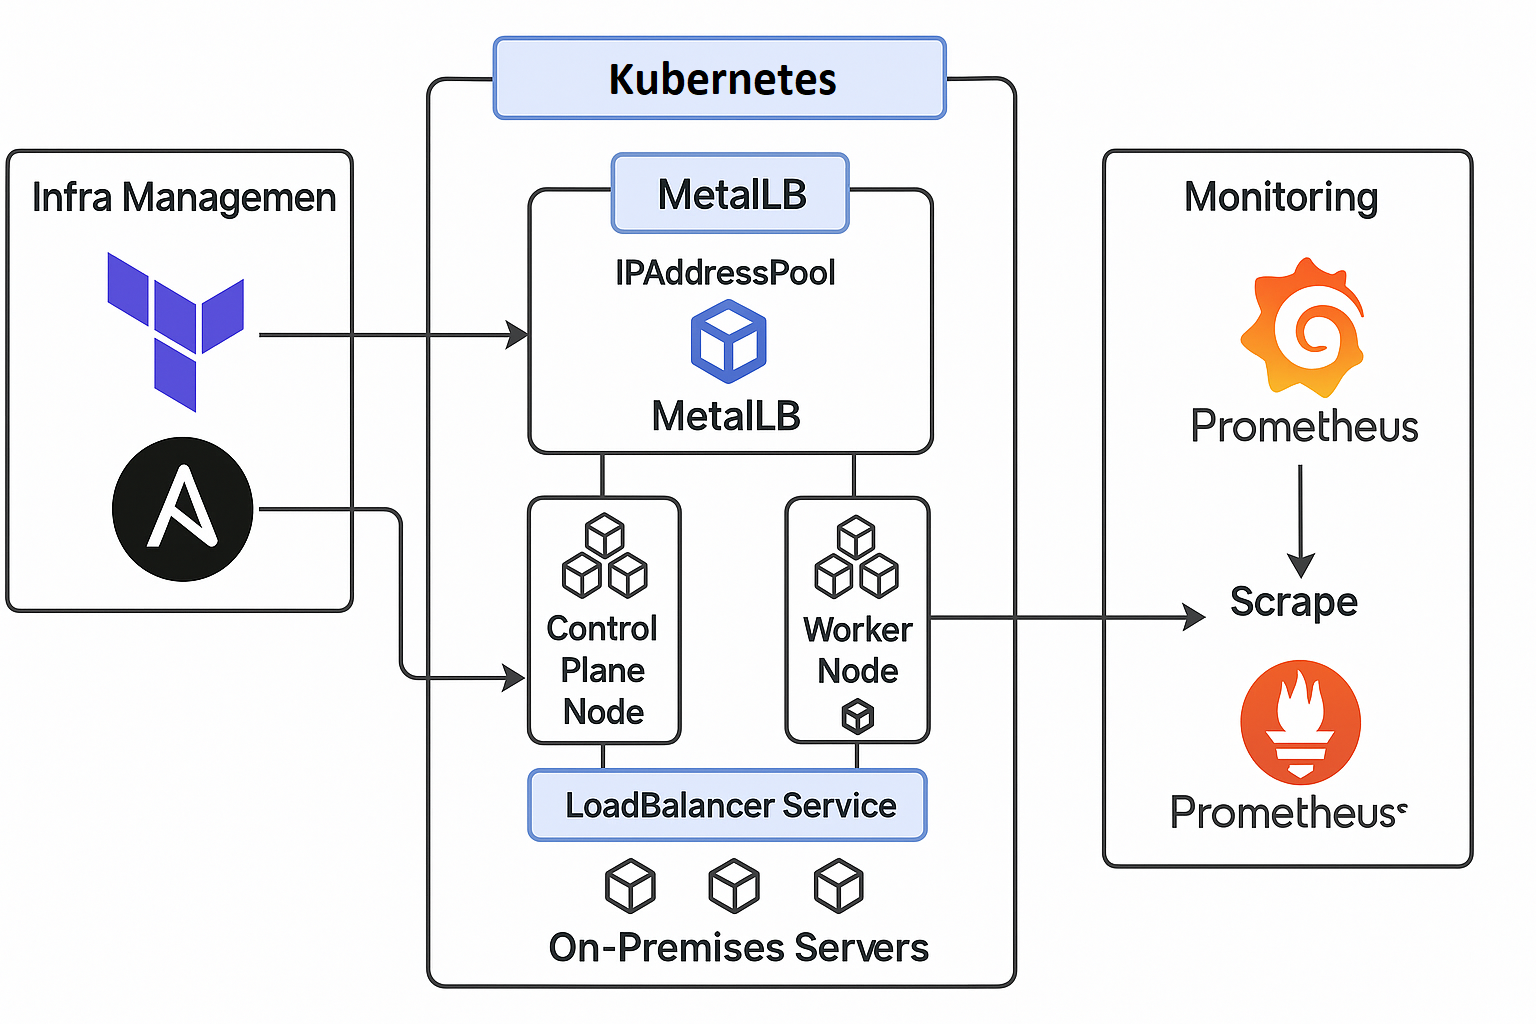 Kubernetes
Infra Managemen
MetalLB
IPAddressPool
MetalLB
Control
Plane
Node
Worker
Node
LoadBalancer Service
On-Premises Servers
Monitoring
Prometheus
Scrape
Prometheusᶜ